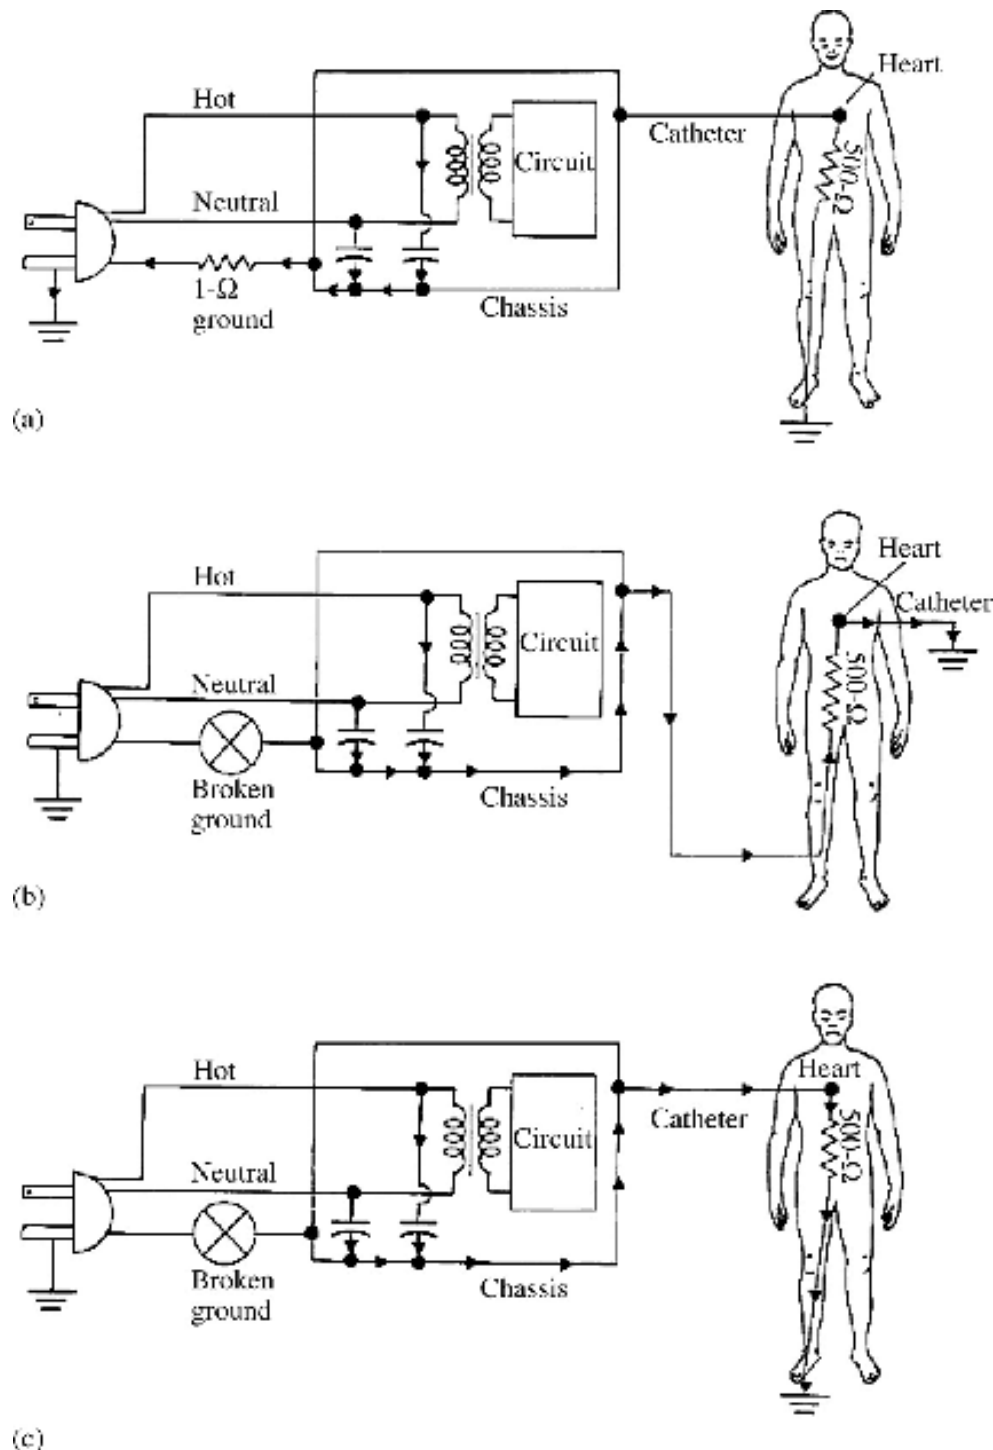 Heart
Hot
Catheter
Circuit
500-Ω
Neutral
1-Ω
ground
Chassis
(a)
Heart
Hot
Catheter
Circuit
500-Ω
Neutral
Broken
ground
Chassis
(b)
Hot
Heart
Catheter
Circuit
500-Ω
Neutral
Broken
ground
Chassis
(c)